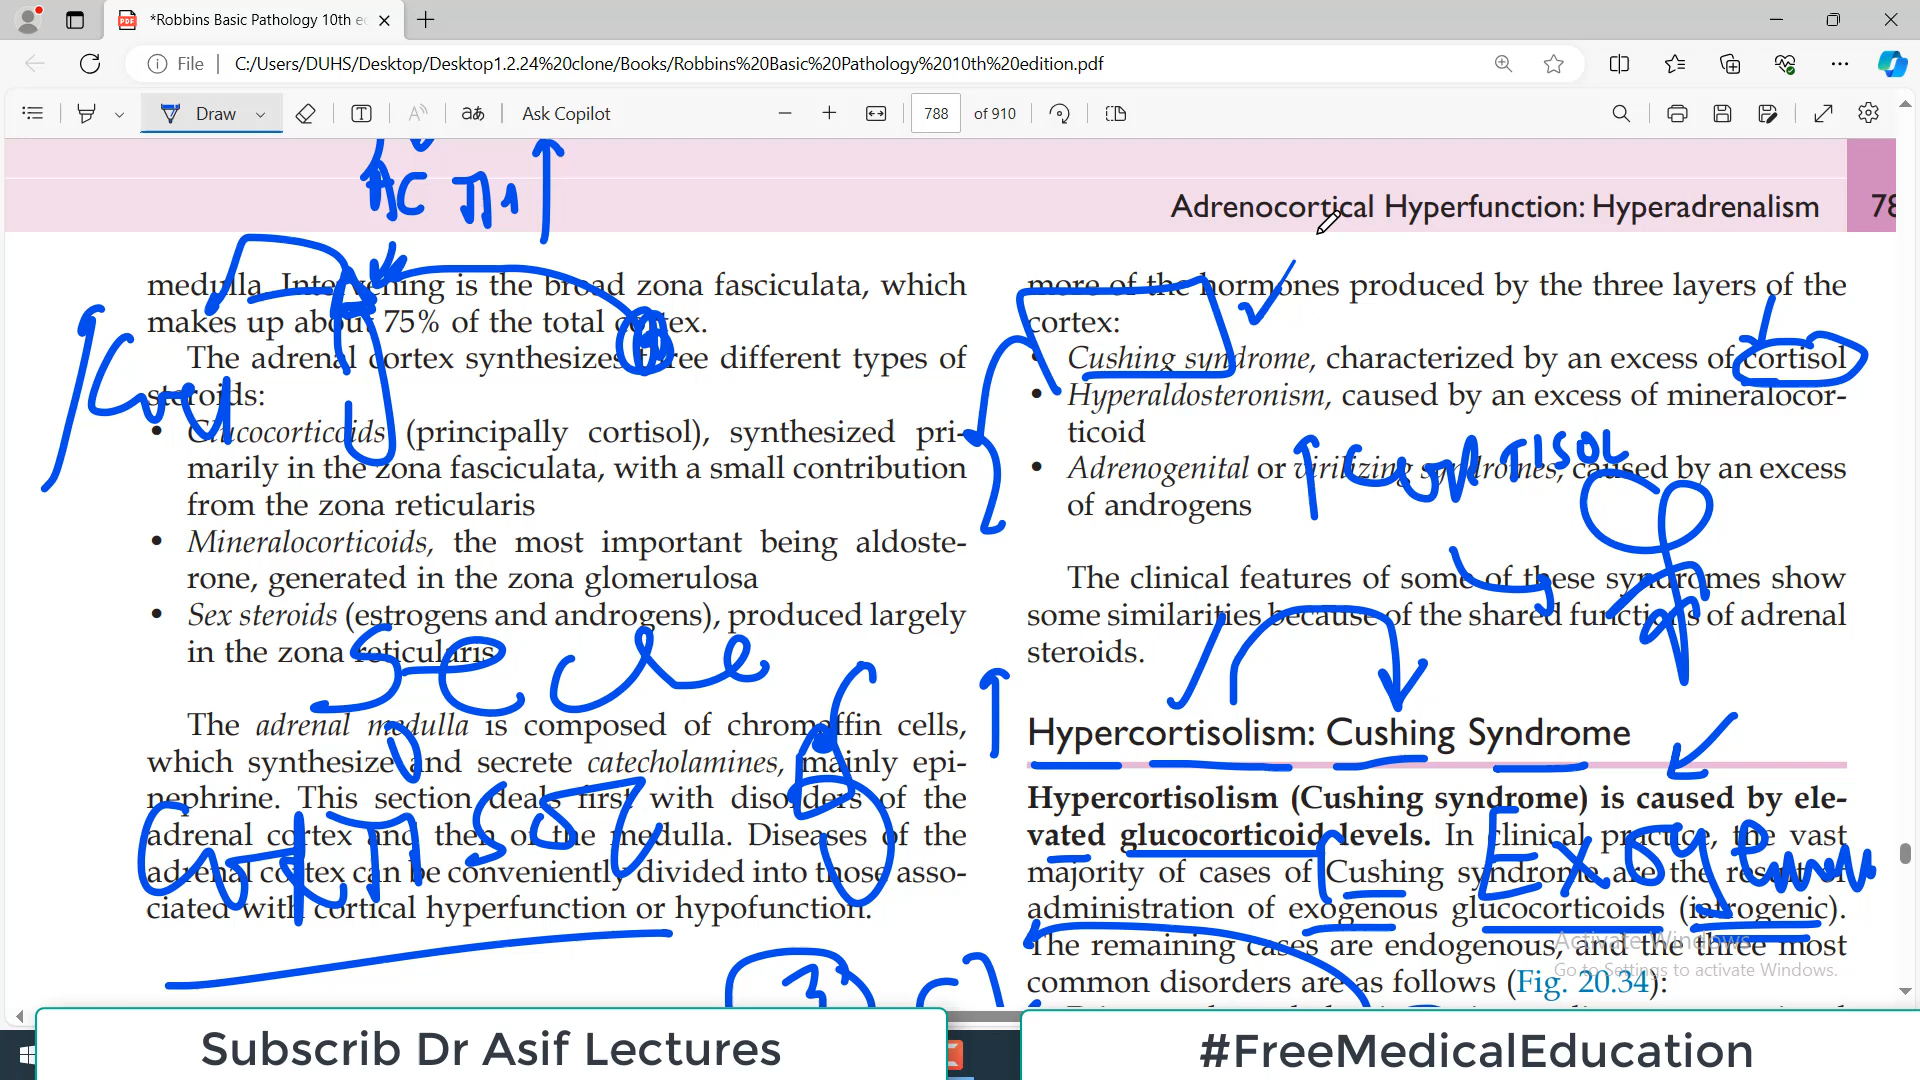 *Robbins Basic Pathology 10th e
File
C:/Users/DUHS/Desktop/Desktop1.2.24%20clone/Books/Robbins%20Basic%20Pathology%2010th%20edition.pdf
Draw
Ask Copilot
788 of 910
Adrenocortical Hyperfunction: Hyperadrenalism 78
medulla. Intervening is the broad zona fasciculata, which
makes up about 75% of the total cortex.
The adrenal cortex synthesizes three different types of
steroids:
• Glucocorticoids (principally cortisol), synthesized pri-
marily in the zona fasciculata, with a small contribution
from the zona reticularis
• Mineralocorticoids, the most important being aldoste-
rone, generated in the zona glomerulosa
• Sex steroids (estrogens and androgens), produced largely
in the zona reticularis
The adrenal medulla is composed of chromaffin cells,
which synthesize and secrete catecholamines, mainly epi-
nephrine. This section deals first with disorders of the
adrenal cortex and then of the medulla. Diseases of the
adrenal cortex can be conveniently divided into those asso-
ciated with cortical hyperfunction or hypofunction.
more of the hormones produced by the three layers of the
cortex:
• Cushing syndrome, characterized by an excess of cortisol
• Hyperaldosteronism, caused by an excess of mineralocor-
ticoid
• Adrenogenital or virilizing syndromes, caused by an excess
of androgens
CORTISOL
The clinical features of some of these syndromes show
some similarities because of the shared functions of adrenal
steroids.
Hypercortisolism: Cushing Syndrome
Hypercortisolism (Cushing syndrome) is caused by ele-
vated glucocorticoid levels. In clinical practice, the vast
majority of cases of Cushing syndrome are the result of
administration of exogenous glucocorticoids (iatrogenic).
The remaining cases are endogenous, and the three most
common disorders are as follows (Fig. 20.34):
CortISOl
3
Activate Windows
Go to Settings to activate Windows.
Subscrib Dr Asif Lectures
#FreeMedicalEducation